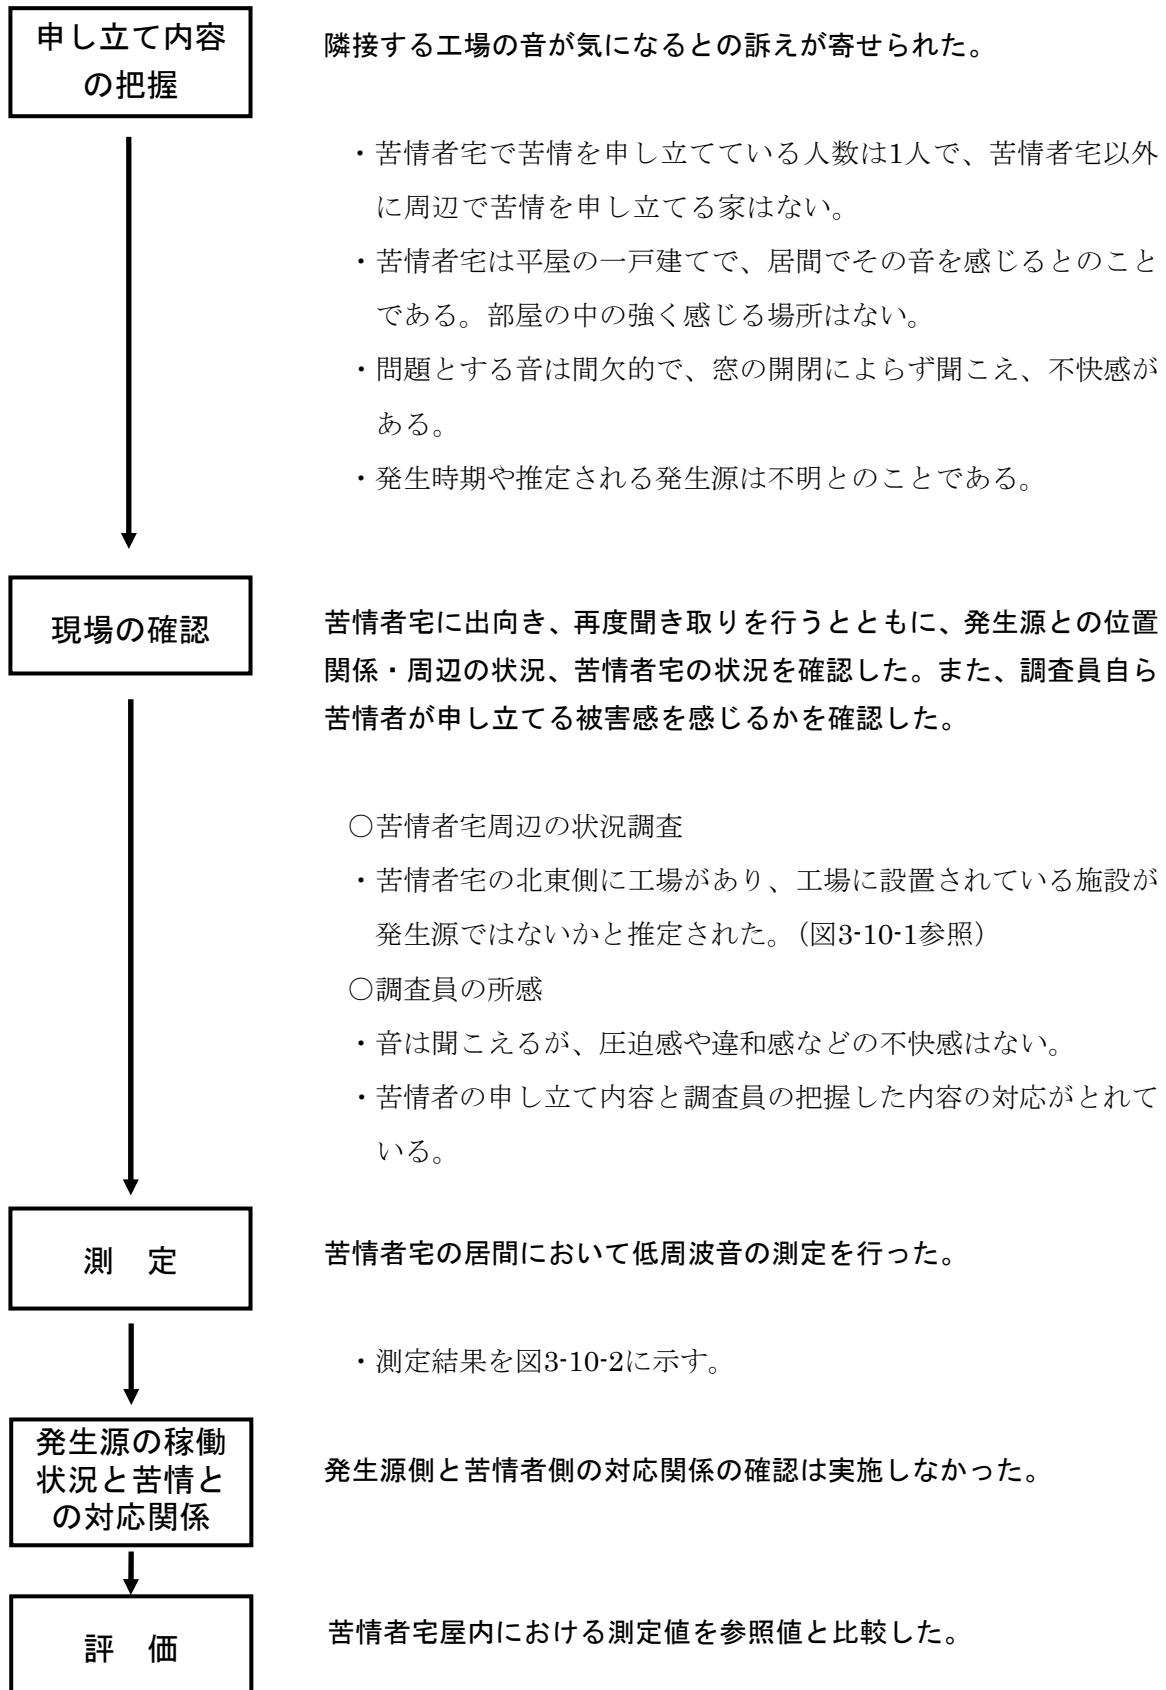 申し立て内容
の把握
隣接する工場の音が気になるとの訴えが寄せられた。
・苦情者宅で苦情を申し立てている人数は1人で、苦情者宅以外
に周辺で苦情を申し立てる家はない。
・苦情者宅は平屋の一戸建てで、居間でその音を感じるとのこと
である。部屋の中の強く感じる場所はない。
・問題とする音は間欠的で、窓の開閉によらず聞こえ、不快感が
ある。
・発生時期や推定される発生源は不明とのことである。
現場の確認
苦情者宅に出向き、再度聞き取りを行うとともに、発生源との位置
関係・周辺の状況、苦情者宅の状況を確認した。また、調査員自ら
苦情者が申し立てる被害感を感じるかを確認した。
○苦情者宅周辺の状況調査
・苦情者宅の北東側に工場があり、工場に設置されている施設が
発生源ではないかと推定された。（図3-10-1参照）
○調査員の所感
・音は聞こえるが、圧迫感や違和感などの不快感はない。
・苦情者の申し立て内容と調査員の把握した内容の対応がとれて
いる。
測　定
苦情者宅の居間において低周波音の測定を行った。
・測定結果を図3-10-2に示す。
発生源の稼働
状況と苦情と
の対応関係
発生源側と苦情者側の対応関係の確認は実施しなかった。
評　価
苦情者宅屋内における測定値を参照値と比較した。